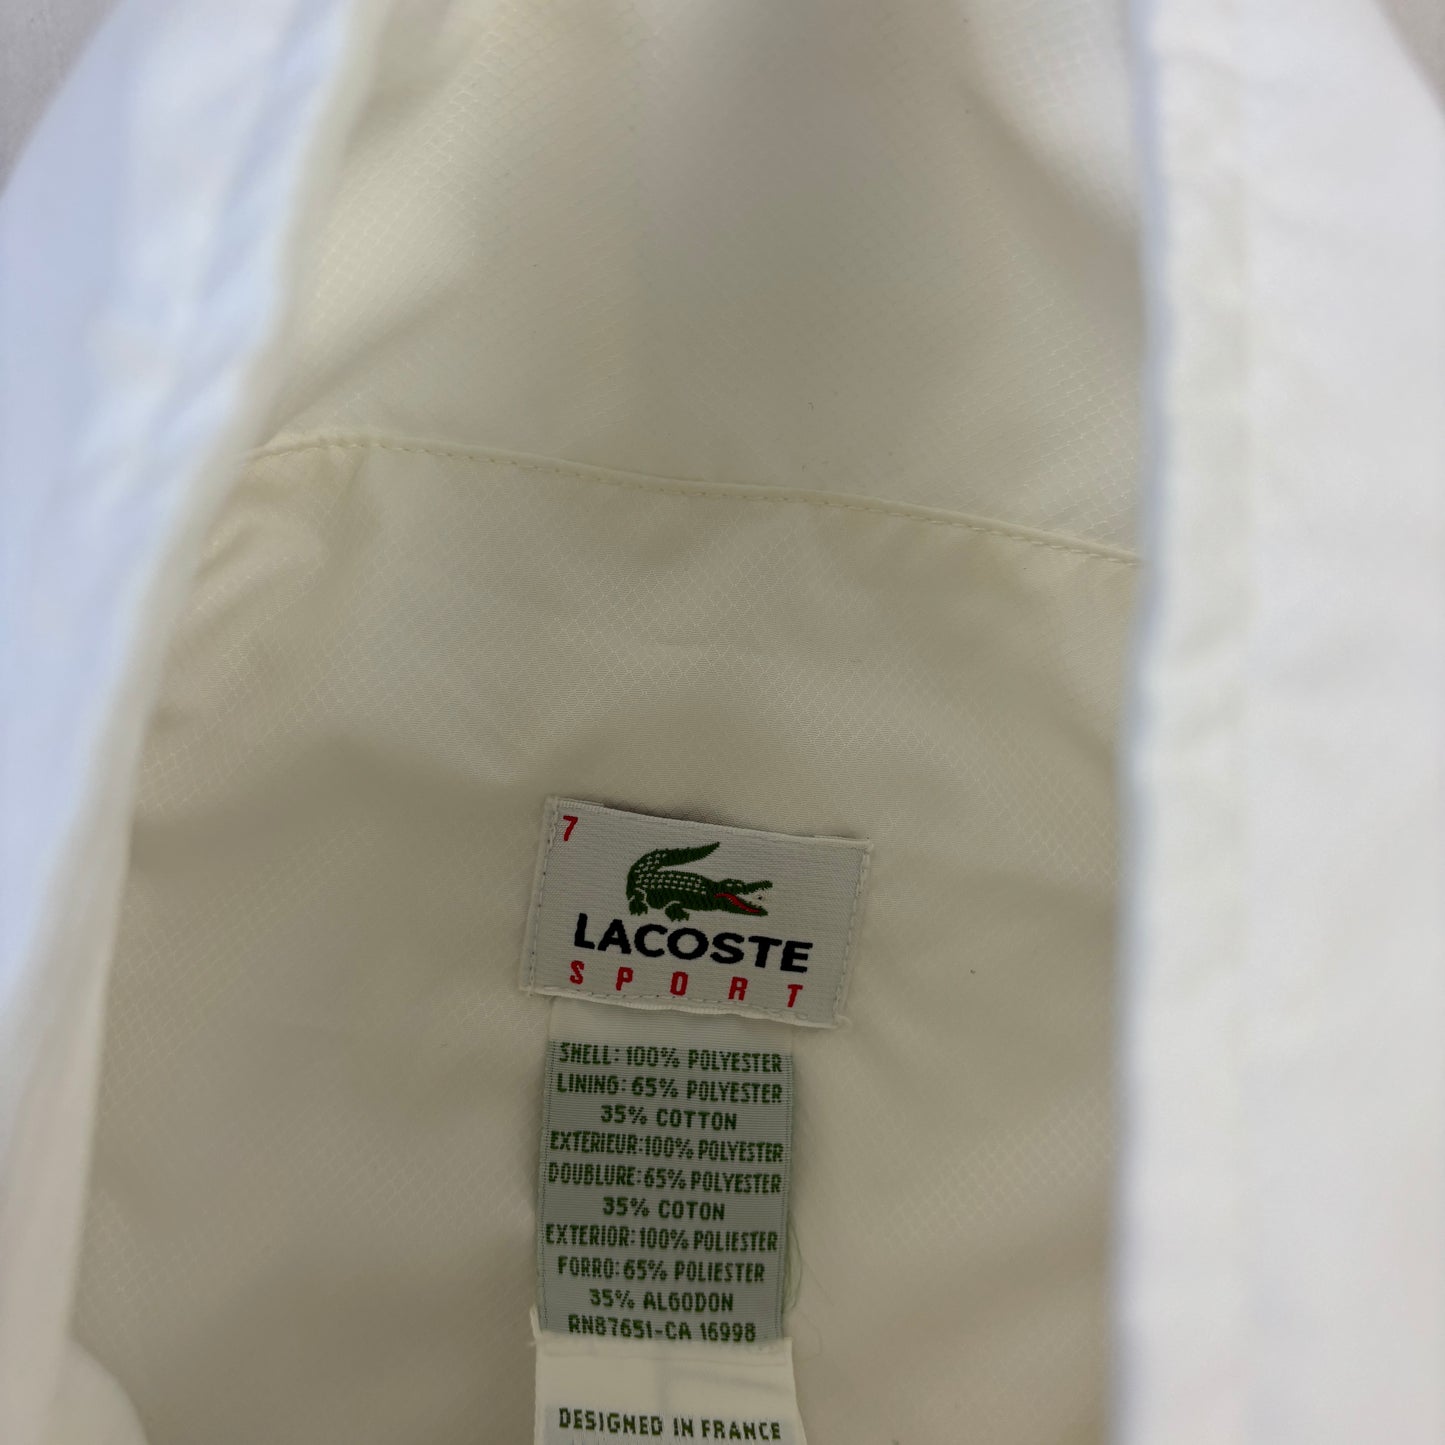 7
LACOSTE
SPORT
SHELL: 100% POLYESTER
LINING: 65% POLYESTER
35% COTTON
EXTERIEUR:100% POLYESTER
DOUBLURE:65% POLYESTER
35% COTON
EXTERIOR:100% POLIESTER
FORRO:65% POLIESTER
35% ALGODON
RN87651-CA 16998
DESIGNED IN FRANCE